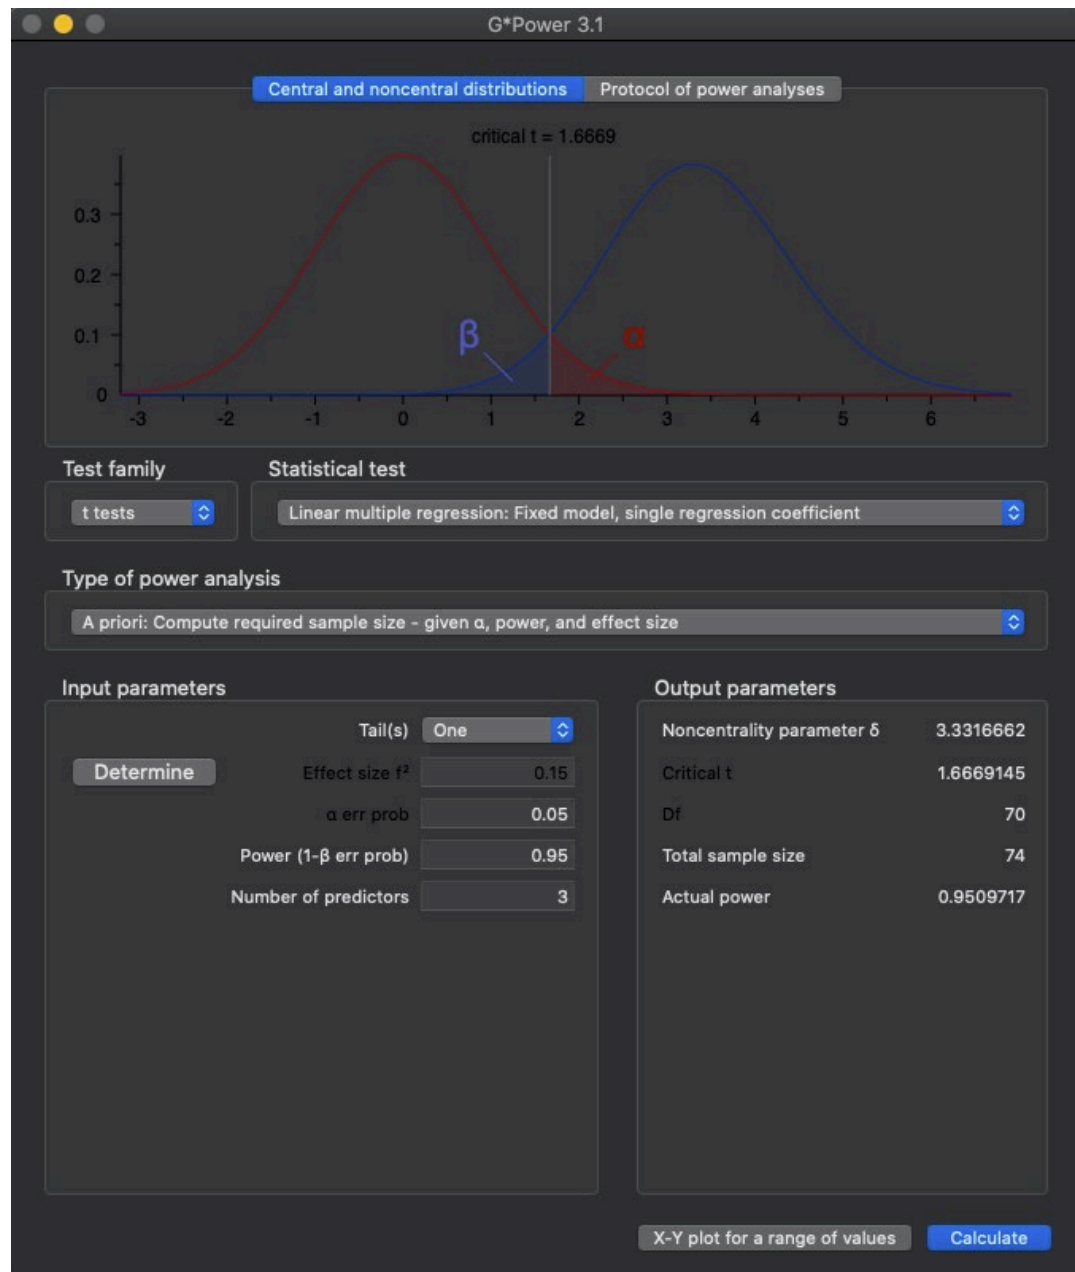 G*Power 3.1
Central and noncentral distributions Protocol of power analyses
critical t = 1.6669
0.3
0.2
β α
0.1
0
-3 -2 -1 0 1 2 3 4 5 6
Test family Statistical test
t tests Linear multiple regression: Fixed model, single regression coefficient
Type of power analysis
A priori: Compute required sample size - given α, power, and effect size
Input parameters Output parameters
Tail(s) One Noncentrality parameter δ 3.3316662
Determine Effect size f² 0.15 Critical t 1.6669145
α err prob 0.05 Df 70
Power (1-β err prob) 0.95 Total sample size 74
Number of predictors 3 Actual power 0.9509717
X-Y plot for a range of values Calculate